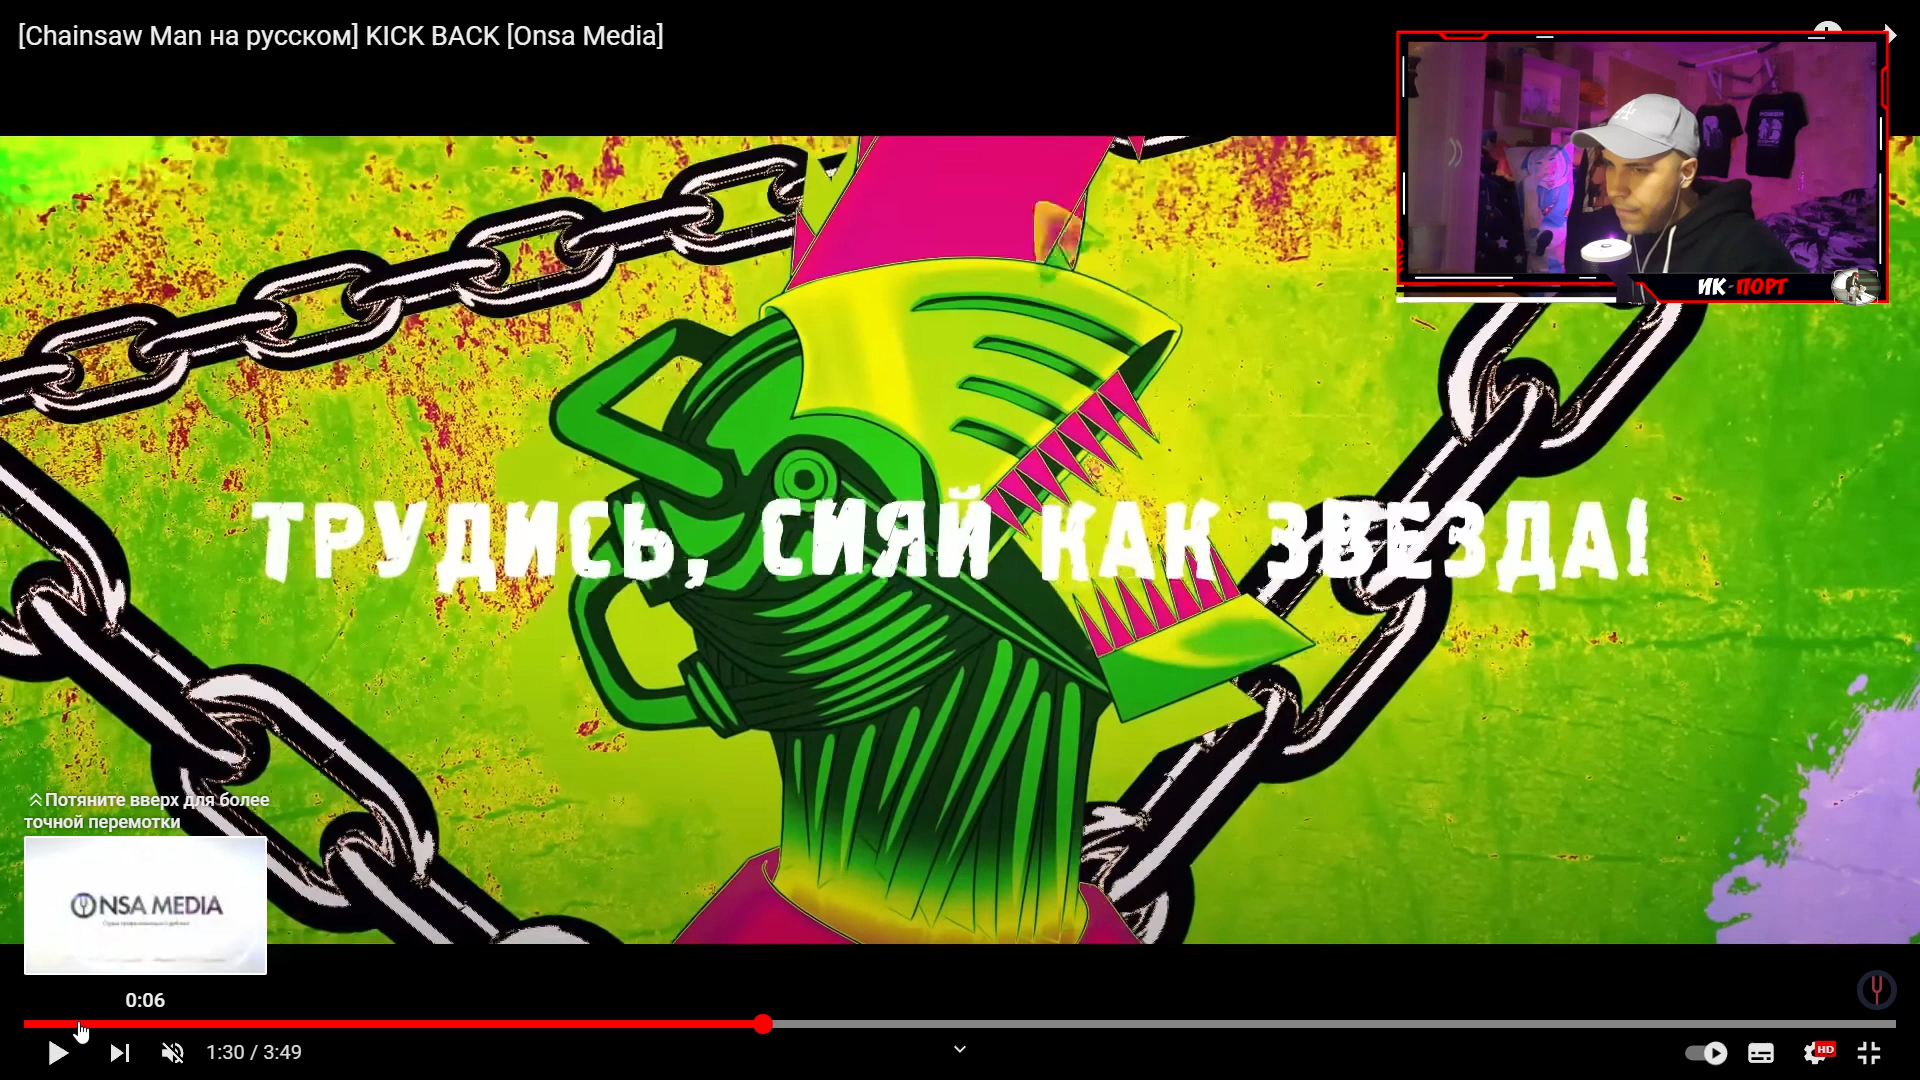 [Chainsaw Man на русском] KICK BACK [Onsa Media]
ИК-ПОРТ
ТРУДИСЬ, СИЯЙ КАК ЗВЕЗДА!
Потяните вверх для более
точной перемотки
ONSA MEDIA
0:06
1:30 / 3:49
HD